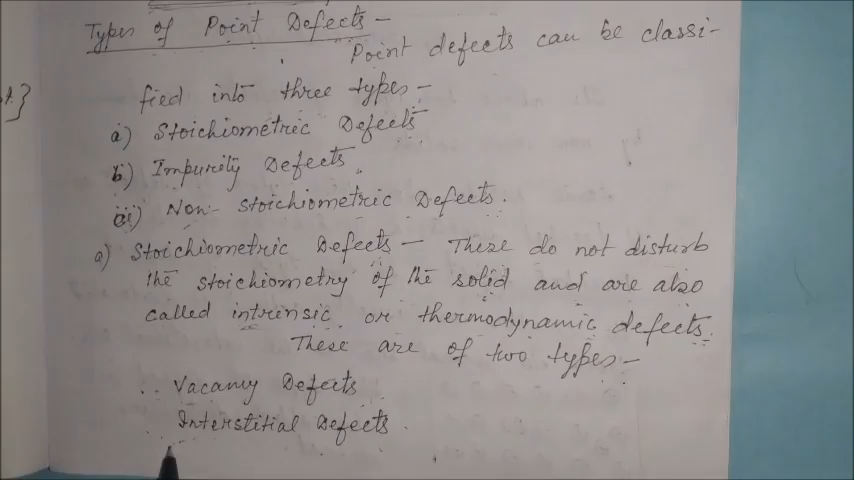 st. }
Types of Point Defects –
Point defects can be classi-
fied into three types –
a) Stoichiometric Defects
b) Impurity Defects.
iii) Non-Stoichiometric Defects.
a) Stoichiometric Defects – These do not disturb
the stoichiometry of the solid and are also
called intrinsic or thermodynamic defects.
These are of two types –
Vacancy Defects
Interstitial Defects